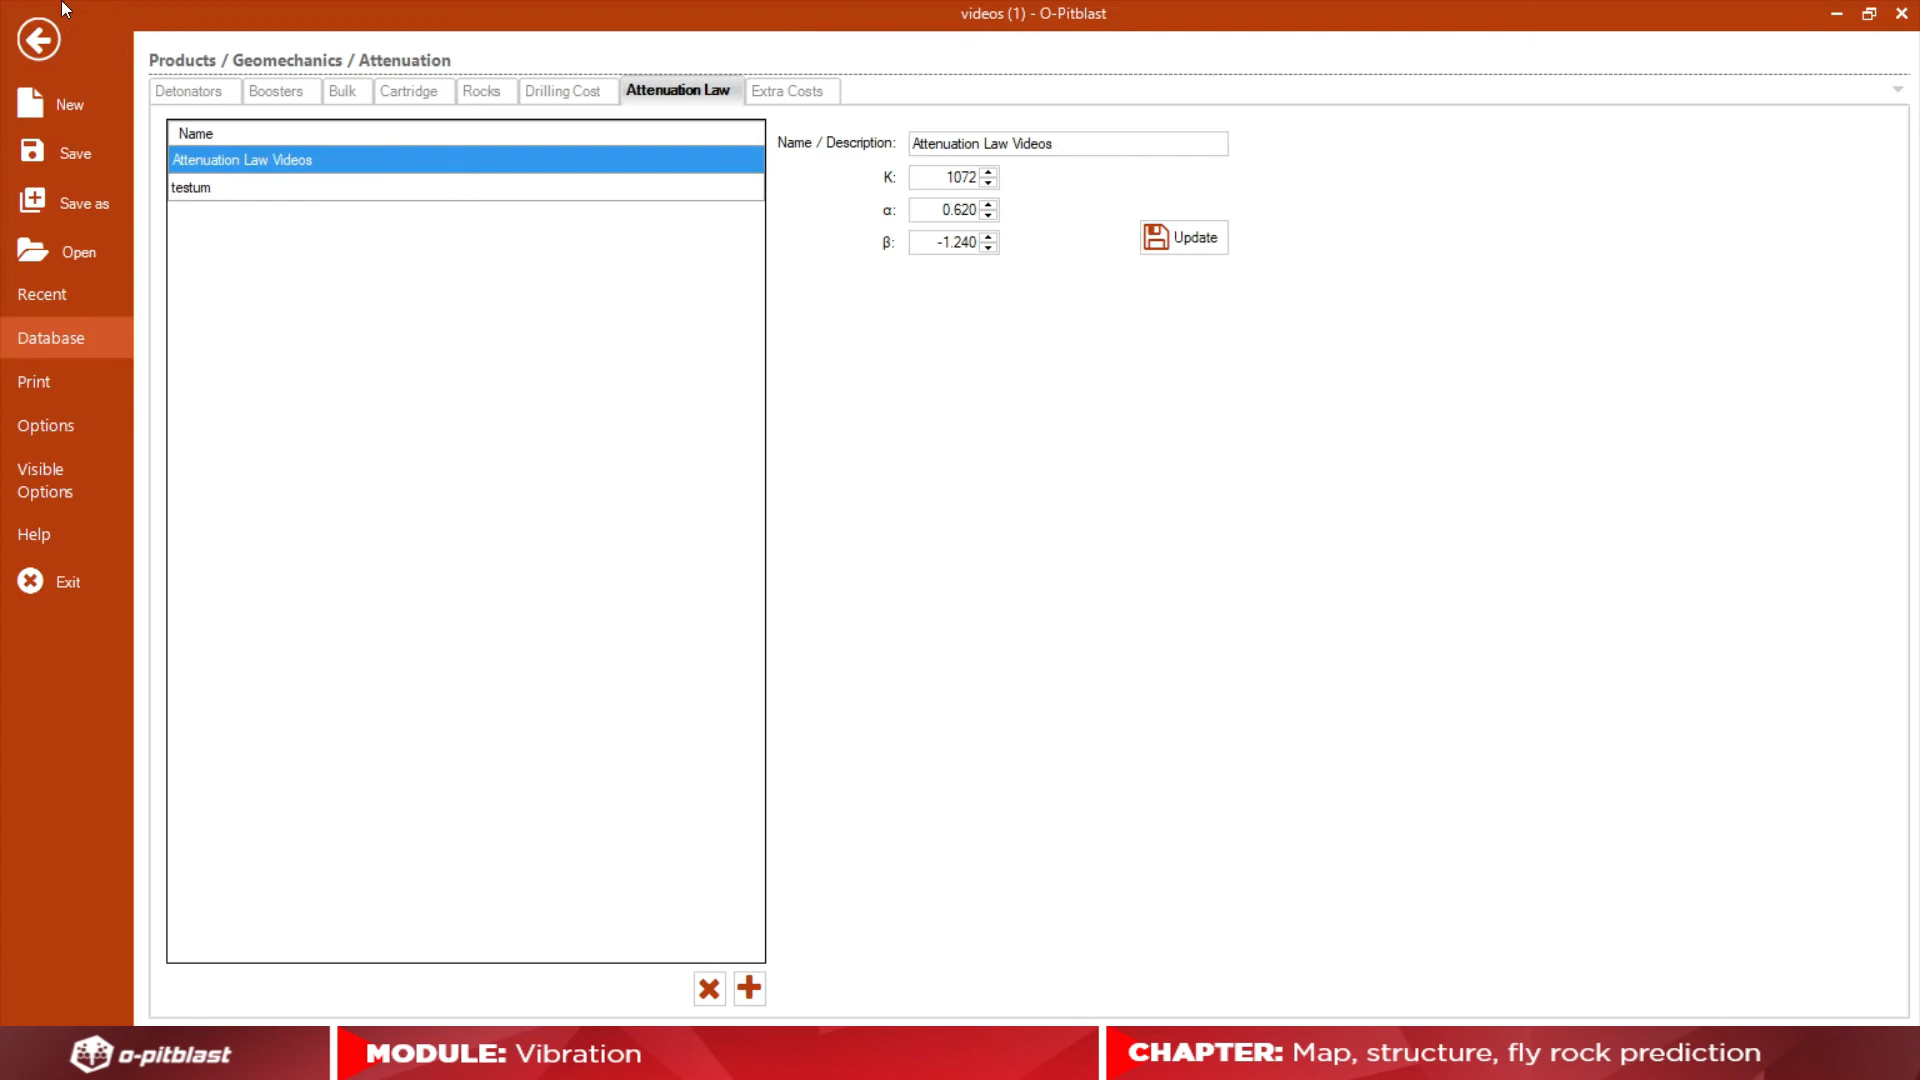 videos (1) - O-Pitblast
New
Save
Save as
Open
Recent
Database
Print
Options
Visible
Options
Help
Exit
Products / Geomechanics / Attenuation
Detonators
Boosters
Bulk
Cartridge
Rocks
Drilling Cost
Attenuation Law
Extra Costs
Name
Attenuation Law Videos
testum
Name / Description: Attenuation Law Videos
K: 1072
α: 0.620
β: -1.240
Update
o-pitblast
MODULE: Vibration
CHAPTER: Map, structure, fly rock prediction